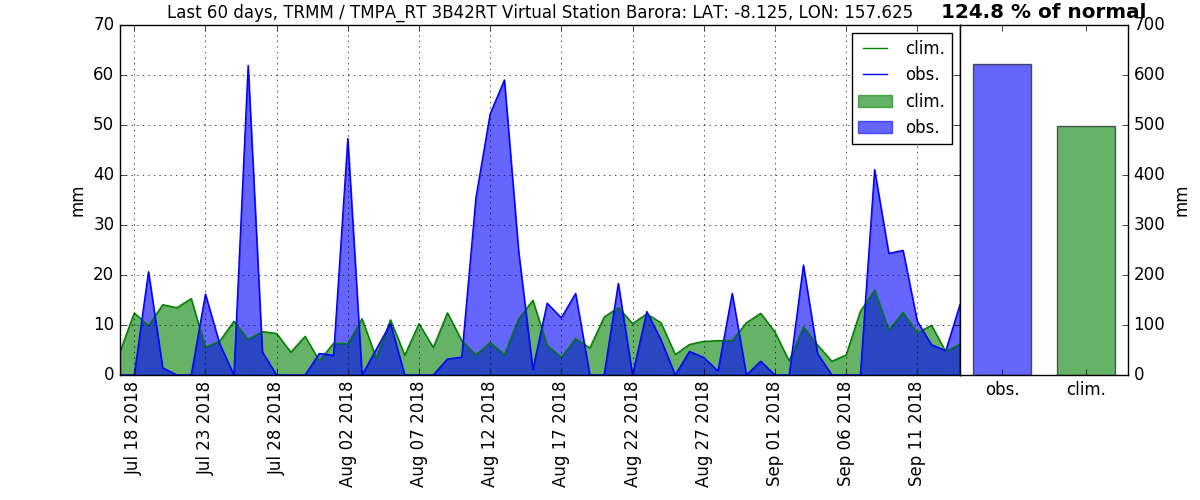 Last 60 days, TRMM / TMPA_RT 3B42RT Virtual Station Barora: LAT: -8.125, LON: 157.625
124.8 % of normal
70
60
50
40
30
20
10
0
mm
clim.
obs.
clim.
obs.
700
600
500
400
300
200
100
0
mm
obs.
clim.
Jul 18 2018
Jul 23 2018
Jul 28 2018
Aug 02 2018
Aug 07 2018
Aug 12 2018
Aug 17 2018
Aug 22 2018
Aug 27 2018
Sep 01 2018
Sep 06 2018
Sep 11 2018